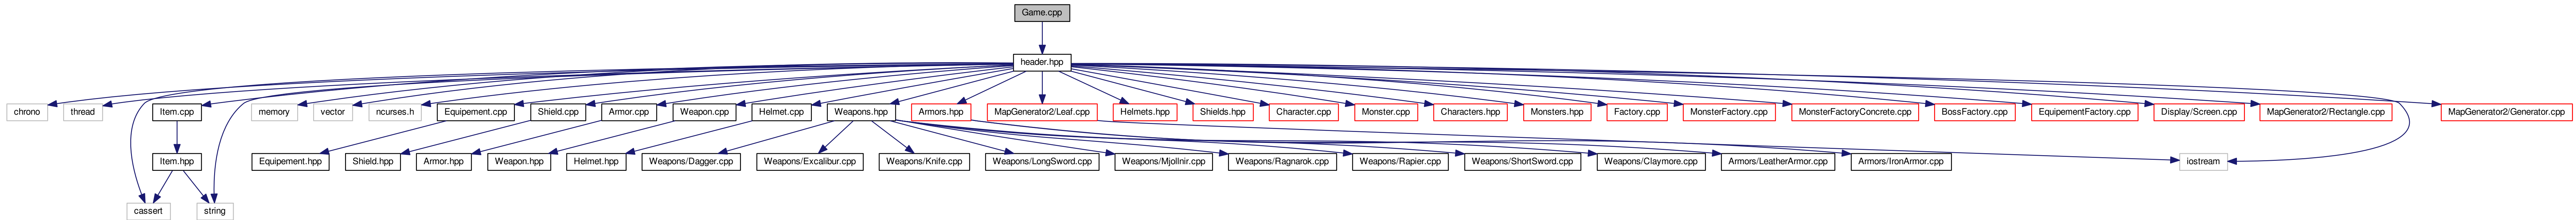 Game.cpp
header.hpp
chrono
thread
Item.cpp
memory
vector
ncurses.h
Equipement.cpp
Shield.cpp
Armor.cpp
Weapon.cpp
Helmet.cpp
Weapons.hpp
Armors.hpp
MapGenerator2/Leaf.cpp
Helmets.hpp
Shields.hpp
Character.cpp
Monster.cpp
Characters.hpp
Monsters.hpp
Factory.cpp
MonsterFactory.cpp
MonsterFactoryConcrete.cpp
BossFactory.cpp
EquipementFactory.cpp
Display/Screen.cpp
MapGenerator2/Rectangle.cpp
MapGenerator2/Generator.cpp
Item.hpp
Equipement.hpp
Shield.hpp
Armor.hpp
Weapon.hpp
Helmet.hpp
Weapons/Dagger.cpp
Weapons/Excalibur.cpp
Weapons/Knife.cpp
Weapons/LongSword.cpp
Weapons/Mjollnir.cpp
Weapons/Ragnarok.cpp
Weapons/Rapier.cpp
Weapons/ShortSword.cpp
Weapons/Claymore.cpp
Armors/LeatherArmor.cpp
Armors/IronArmor.cpp
iostream
cassert
string